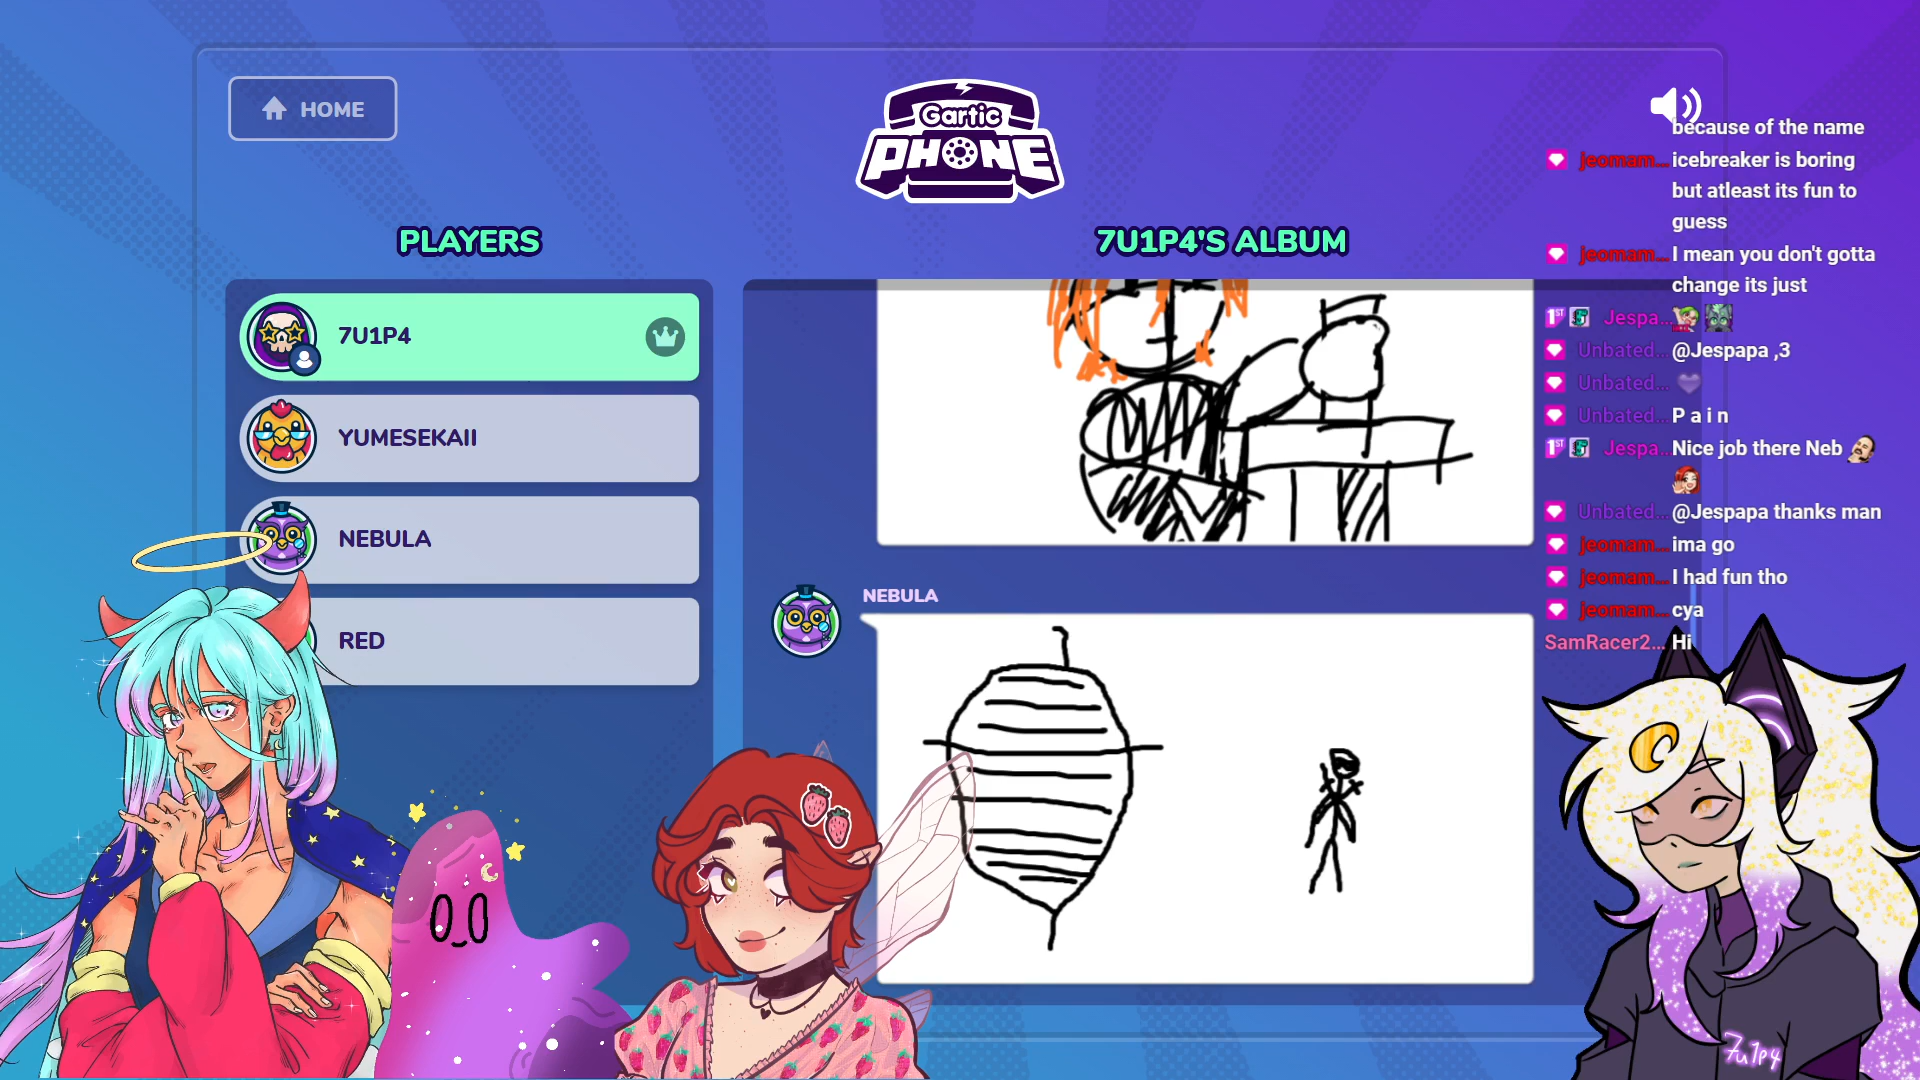 HOME
Gartic
PHONE
PLAYERS
7U1P4'S ALBUM
7U1P4
YUMESEKAII
NEBULA
RED
NEBULA
because of the name
jeomam... icebreaker is boring
but atleast its fun to
guess
jeomam... I mean you don't gotta
change its just
1ST Jespa...
Unbated... @Jespapa ,3
Unbated...
Unbated... P a i n
1ST Jespa... Nice job there Neb
Unbated... @Jespapa thanks man
jeomam... ima go
jeomam... I had fun tho
jeomam... cya
SamRacer2... Hi
7u1p4